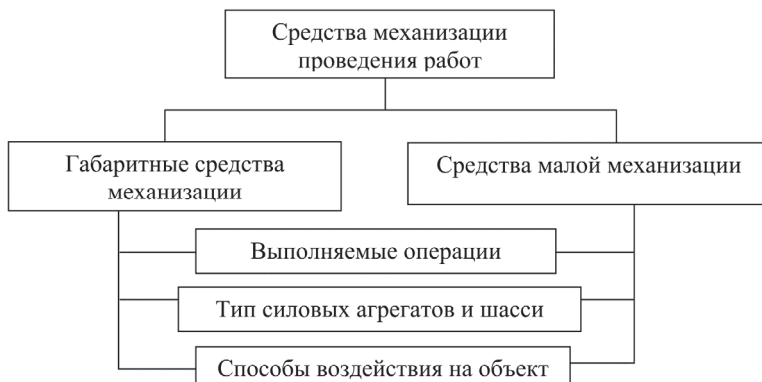 Средства механизации
проведения работ
Габаритные средства
механизации
Средства малой механизации
Выполняемые операции
Тип силовых агрегатов и шасси
Способы воздействия на объект